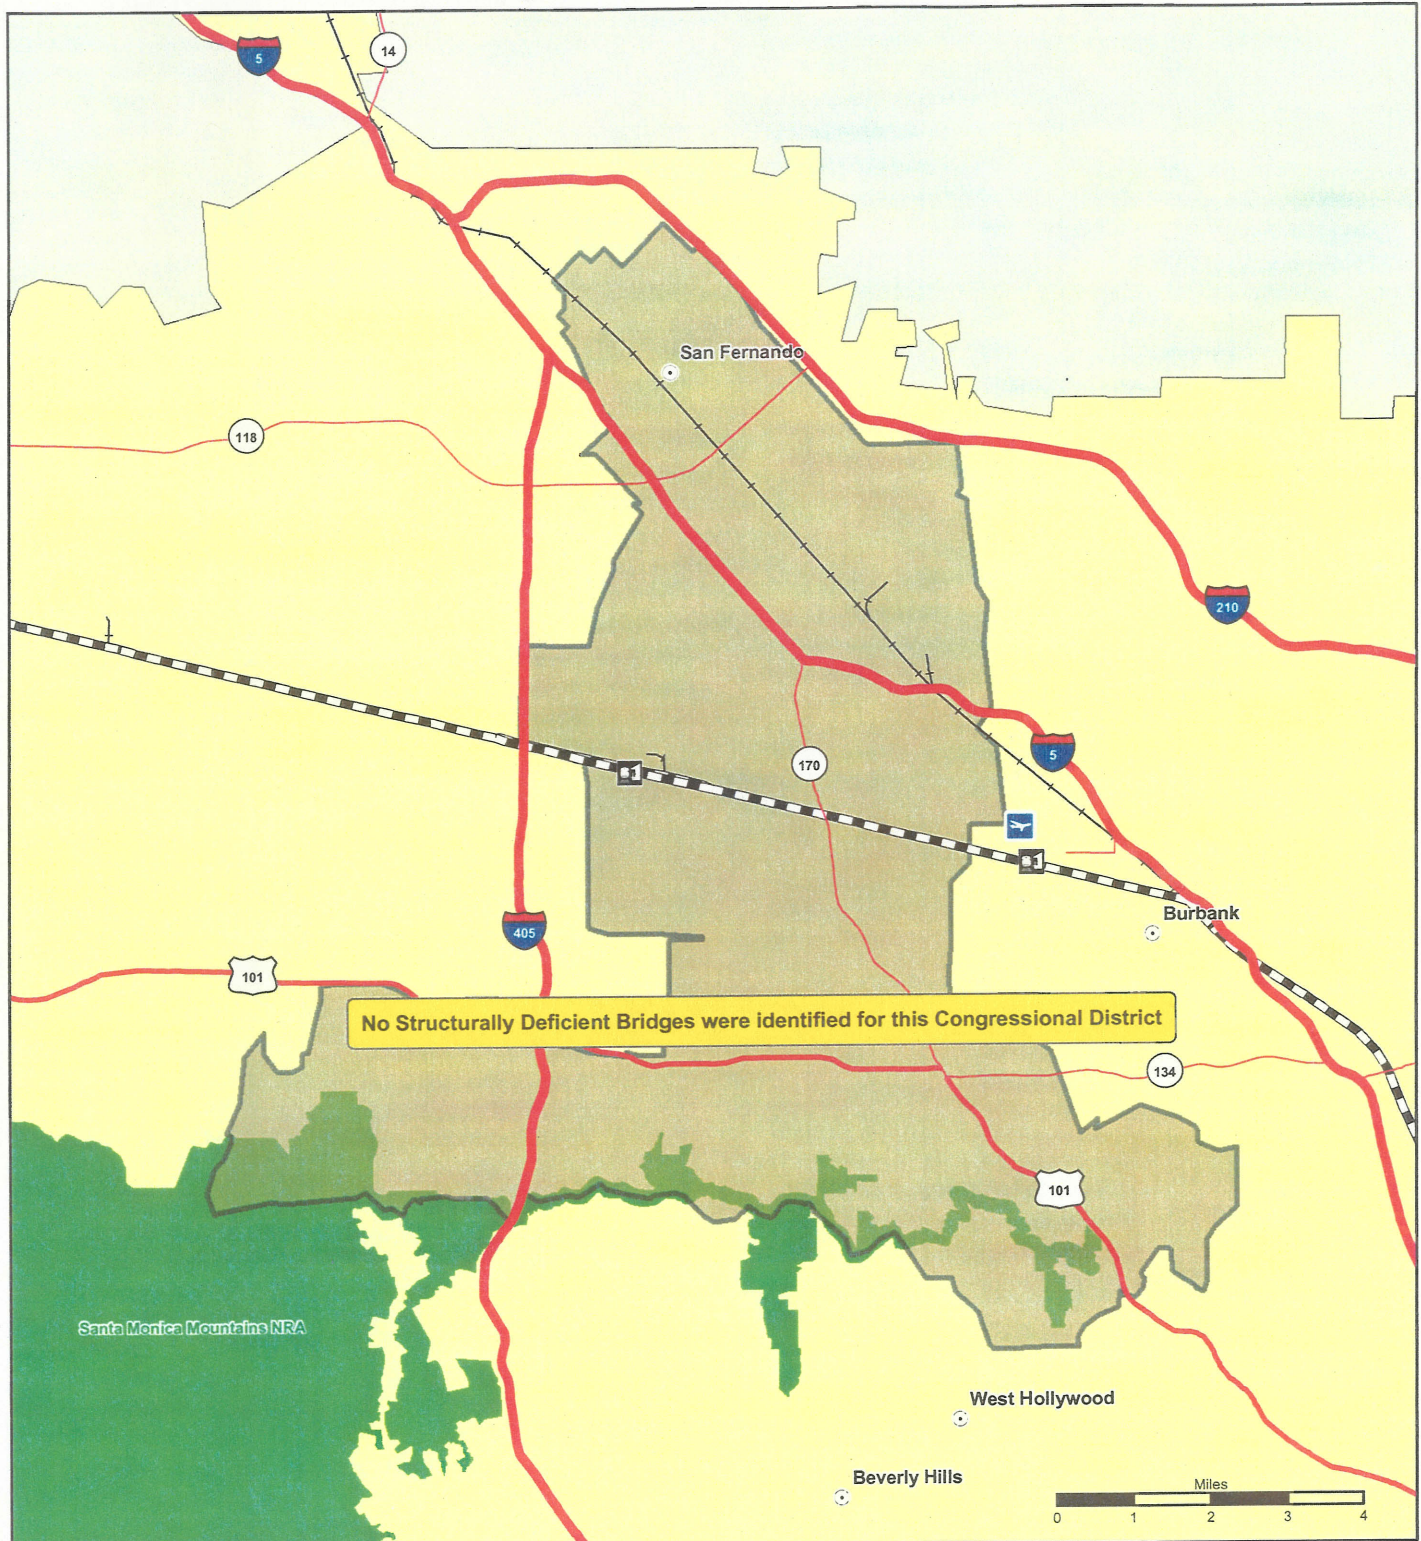 5
14
San Fernando
118
210
5
170
Burbank
405
101
No Structurally Deficient Bridges were identified for this Congressional District
134
101
Santa Monica Mountains NRA
West Hollywood
Beverly Hills
Miles
0 1 2 3 4